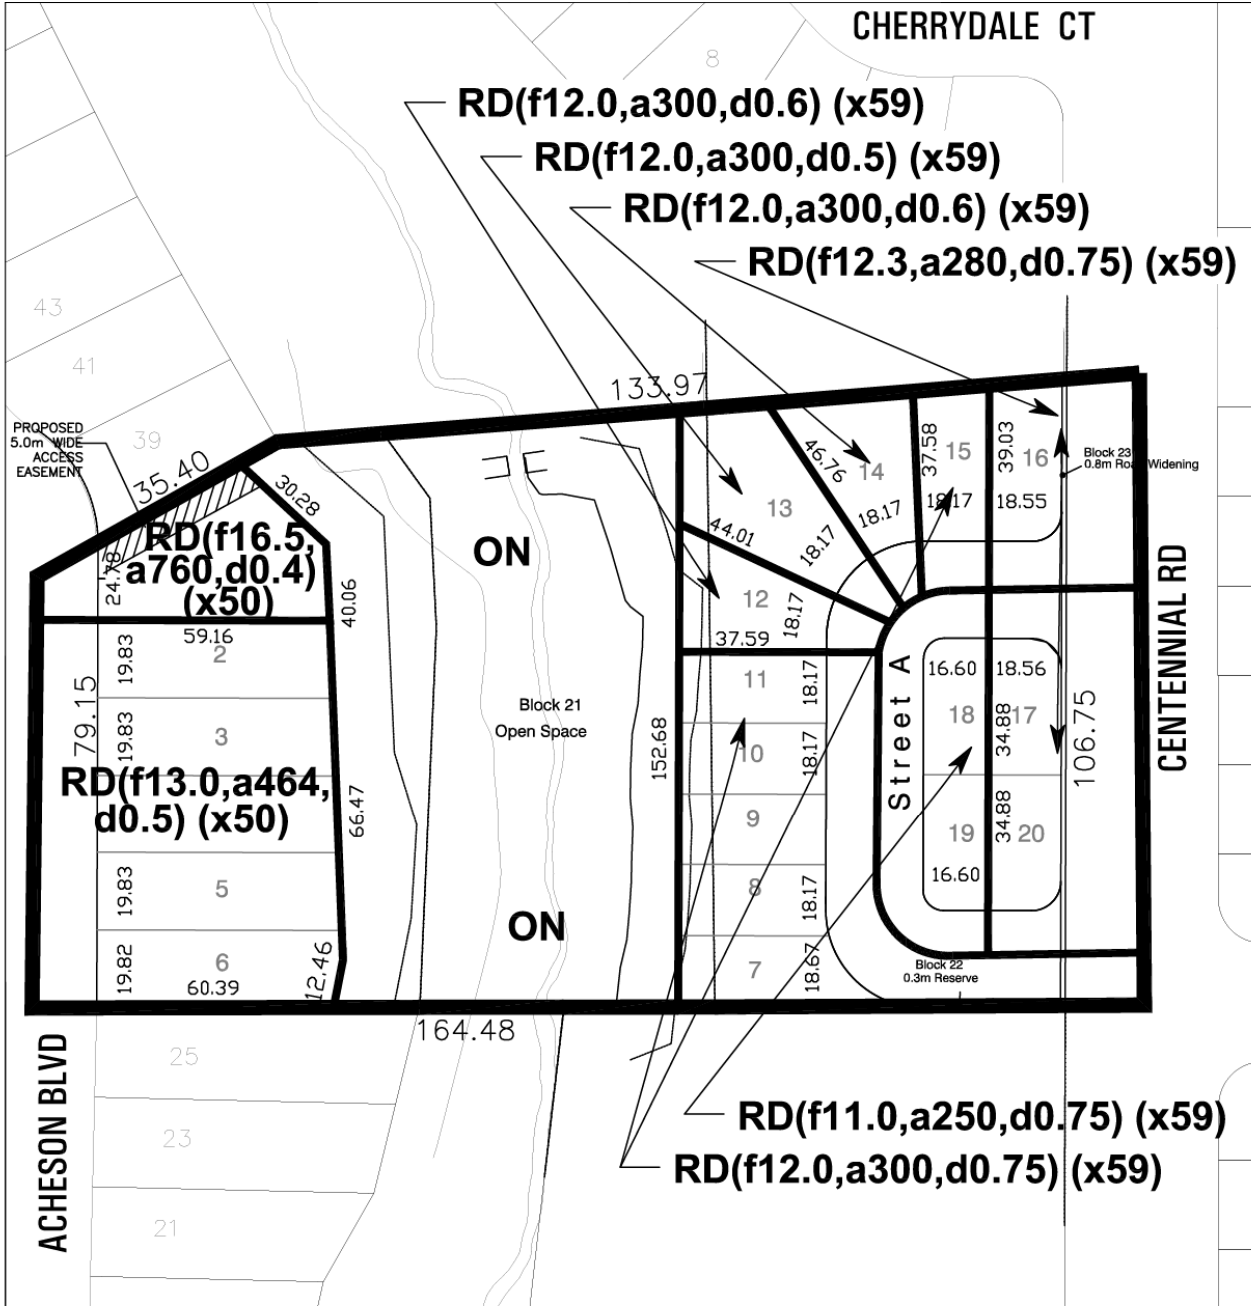 CHERRYDALE CT
8
RD(f12.0,a300,d0.6) (x59)
RD(f12.0,a300,d0.5) (x59)
RD(f12.0,a300,d0.6) (x59)
RD(f12.3,a280,d0.75) (x59)
43
41
39
133.97
PROPOSED
5.0m WIDE
ACCESS
EASEMENT
35.40
30.28
24.78
RD(f16.5,
a760,d0.4)
(x50)
40.06
59.16
19.83
2
79.15
19.83
3
RD(f13.0,a464,
d0.5) (x50)
66.47
19.83
5
19.82
6
60.39
12.46
ON
Block 21
Open Space
ON
152.68
164.48
46.76
14
37.58
15
39.03
16
Block 23
0.8m Road Widening
13
18.17
18.17
18.55
44.01
18.17
12
18.17
37.59
11
18.17
10
18.17
9
8
18.17
7
18.67
Street A
16.60
18.56
18
34.88
17
106.75
19
34.88
20
16.60
Block 22
0.3m Reserve
CENTENNIAL RD
ACHESON BLVD
25
23
21
RD(f11.0,a250,d0.75) (x59)
RD(f12.0,a300,d0.75) (x59)